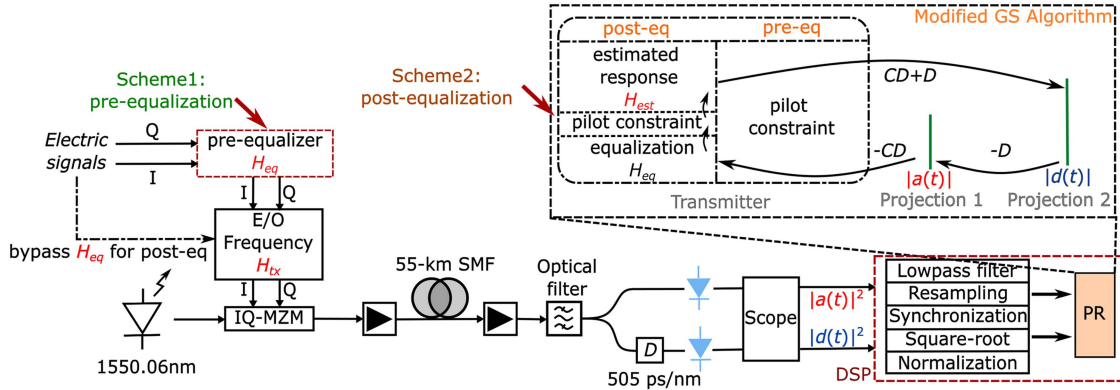 Modified GS Algorithm
post-eq
pre-eq
estimated
response
H_est
pilot constraint
equalization
H_eq
pilot
constraint
CD+D
-CD
-D
|a(t)|
|d(t)|
Transmitter
Projection 1
Projection 2
Scheme1:
pre-equalization
Scheme2:
post-equalization
Electric
signals
Q
I
pre-equalizer
H_eq
I
Q
E/O
Frequency
H_tx
bypass H_eq for post-eq
I
Q
IQ-MZM
1550.06nm
55-km SMF
Optical
filter
D
505 ps/nm
Scope
|a(t)|²
|d(t)|²
Lowpass filter
Resampling
Synchronization
Square-root
Normalization
DSP
PR